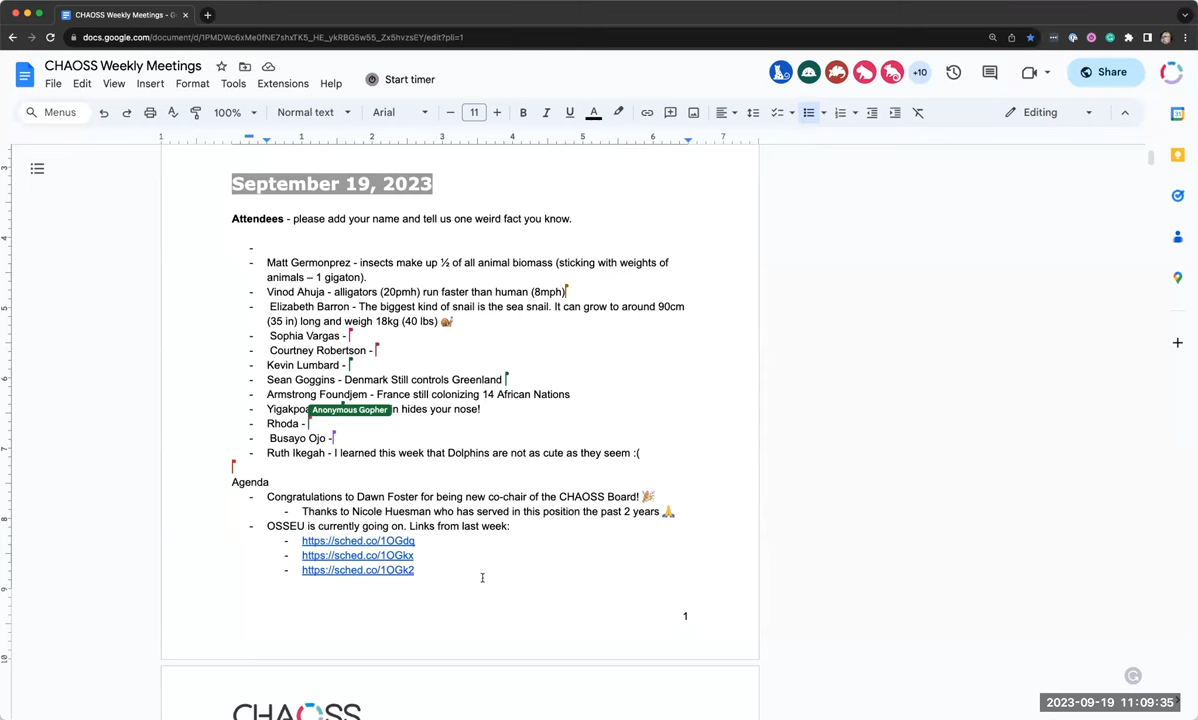 CHAOSS Weekly Meetings - G
docs.google.com/document/d/1PMDWc6xMe0fNE7shxTK5_HE_ykRBG5w55_Zx5hvzsEY/edit?pli=1
CHAOSS Weekly Meetings
File Edit View Insert Format Tools Extensions Help
Start timer
+10
Share
Menus
100%
Normal text
Arial
11
Editing
1 1 2 3 4 5 6 7
September 19, 2023
Attendees - please add your name and tell us one weird fact you know.
-
- Matt Germonprez - insects make up ½ of all animal biomass (sticking with weights of
animals – 1 gigaton).
- Vinod Ahuja - alligators (20pmh) run faster than human (8mph)
- Elizabeth Barron - The biggest kind of snail is the sea snail. It can grow to around 90cm
(35 in) long and weigh 18kg (40 lbs) 🐌
- Sophia Vargas -
- Courtney Robertson -
- Kevin Lumbard -
- Sean Goggins - Denmark Still controls Greenland
- Armstrong Foundjem - France still colonizing 14 African Nations
- Yigakpoa Anonymous Gopher n hides your nose!
- Rhoda -
- Busayo Ojo -
- Ruth Ikegah - I learned this week that Dolphins are not as cute as they seem :(
Agenda
- Congratulations to Dawn Foster for being new co-chair of the CHAOSS Board! 🎉
- Thanks to Nicole Huesman who has served in this position the past 2 years 🙏
- OSSEU is currently going on. Links from last week:
- https://sched.co/1OGdq
- https://sched.co/1OGkx
- https://sched.co/1OGk2
1
CHAOSS
2023-09-19 11:09:35